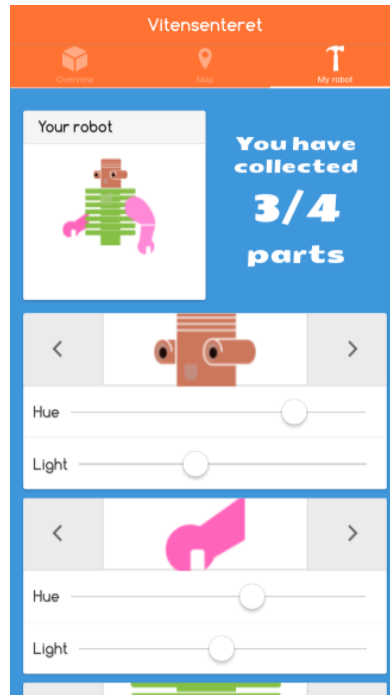 Vitensenteret
Overview
Map
My robot
Your robot
You have
collected
3/4
parts
Hue
Light
Hue
Light